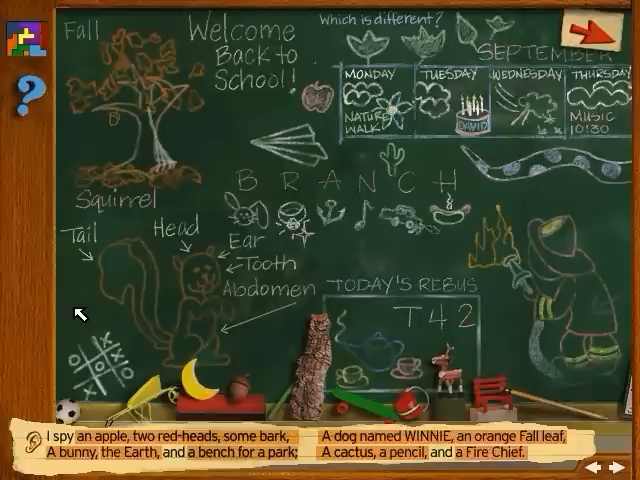 Fall
Welcome
Back to
School!
Which is different?
SEPTEMBER
MONDAY
TUESDAY
WEDNESDAY
THURSDAY
NATURE
WALK
DAVID
MUSIC
10:30
B R A N C H
Squirrel
Tail
Head
Ear
Tooth
Abdomen
TODAY'S REBUS
T 4 2
X
O X X
O O
X O
I spy an apple, two red-heads, some bark,
A bunny, the Earth, and a bench for a park;
A dog named WINNIE, an orange Fall leaf,
A cactus, a pencil, and a Fire Chief.